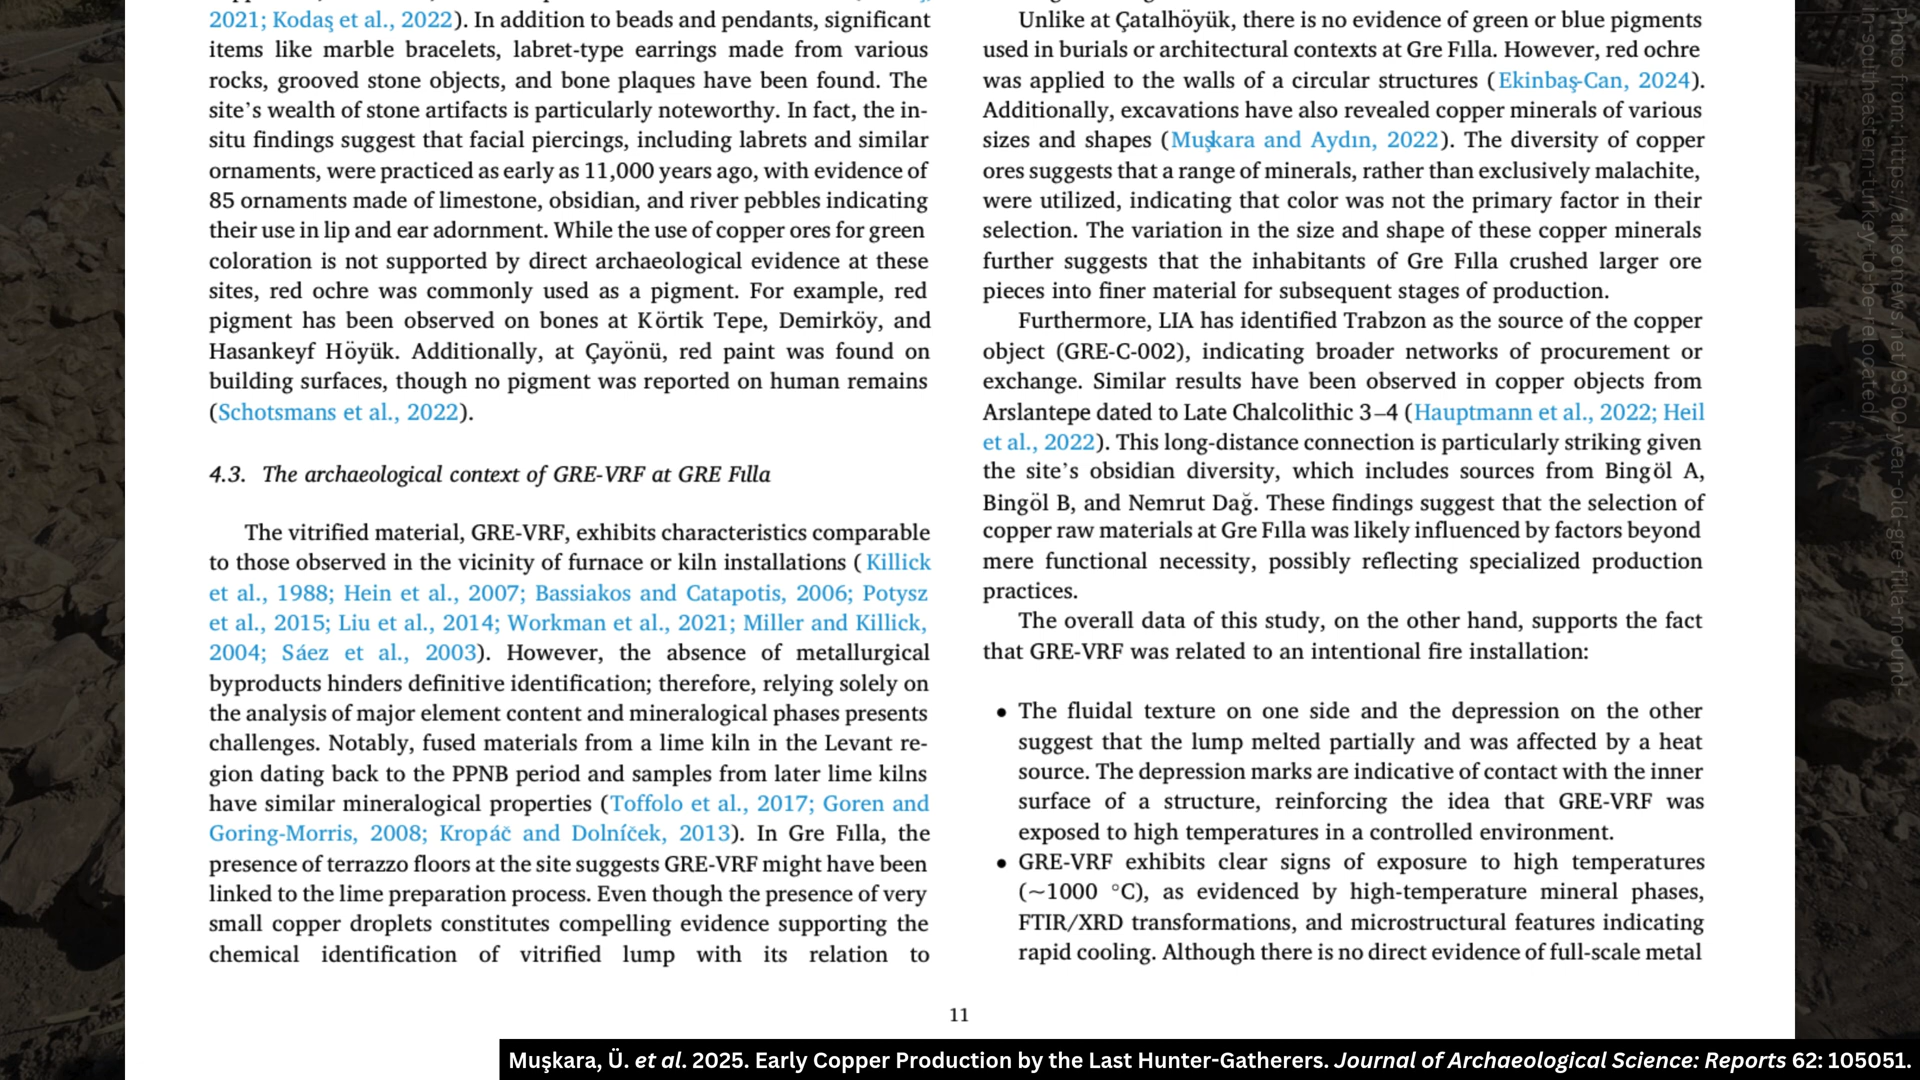 2021; Kodaş et al., 2022). In addition to beads and pendants, significant
items like marble bracelets, labret-type earrings made from various
rocks, grooved stone objects, and bone plaques have been found. The
site's wealth of stone artifacts is particularly noteworthy. In fact, the in-
situ findings suggest that facial piercings, including labrets and similar
ornaments, were practiced as early as 11,000 years ago, with evidence of
85 ornaments made of limestone, obsidian, and river pebbles indicating
their use in lip and ear adornment. While the use of copper ores for green
coloration is not supported by direct archaeological evidence at these
sites, red ochre was commonly used as a pigment. For example, red
pigment has been observed on bones at Körtik Tepe, Demirköy, and
Hasankeyf Höyük. Additionally, at Çayönü, red paint was found on
building surfaces, though no pigment was reported on human remains
(Schotsmans et al., 2022).
4.3. The archaeological context of GRE-VRF at GRE Fılla
The vitrified material, GRE-VRF, exhibits characteristics comparable
to those observed in the vicinity of furnace or kiln installations ( Killick
et al., 1988; Hein et al., 2007; Bassiakos and Catapotis, 2006; Potysz
et al., 2015; Liu et al., 2014; Workman et al., 2021; Miller and Killick,
2004; Sáez et al., 2003). However, the absence of metallurgical
byproducts hinders definitive identification; therefore, relying solely on
the analysis of major element content and mineralogical phases presents
challenges. Notably, fused materials from a lime kiln in the Levant re-
gion dating back to the PPNB period and samples from later lime kilns
have similar mineralogical properties (Toffolo et al., 2017; Goren and
Goring-Morris, 2008; Kropáč and Dolníček, 2013). In Gre Fılla, the
presence of terrazzo floors at the site suggests GRE-VRF might have been
linked to the lime preparation process. Even though the presence of very
small copper droplets constitutes compelling evidence supporting the
chemical identification of vitrified lump with its relation to
Unlike at Çatalhöyük, there is no evidence of green or blue pigments
used in burials or architectural contexts at Gre Fılla. However, red ochre
was applied to the walls of a circular structures (Ekinbaş-Can, 2024).
Additionally, excavations have also revealed copper minerals of various
sizes and shapes (Muşkara and Aydın, 2022). The diversity of copper
ores suggests that a range of minerals, rather than exclusively malachite,
were utilized, indicating that color was not the primary factor in their
selection. The variation in the size and shape of these copper minerals
further suggests that the inhabitants of Gre Fılla crushed larger ore
pieces into finer material for subsequent stages of production.
Furthermore, LIA has identified Trabzon as the source of the copper
object (GRE-C-002), indicating broader networks of procurement or
exchange. Similar results have been observed in copper objects from
Arslantepe dated to Late Chalcolithic 3–4 (Hauptmann et al., 2022; Heil
et al., 2022). This long-distance connection is particularly striking given
the site's obsidian diversity, which includes sources from Bingöl A,
Bingöl B, and Nemrut Dağ. These findings suggest that the selection of
copper raw materials at Gre Fılla was likely influenced by factors beyond
mere functional necessity, possibly reflecting specialized production
practices.
The overall data of this study, on the other hand, supports the fact
that GRE-VRF was related to an intentional fire installation:
• The fluidal texture on one side and the depression on the other
suggest that the lump melted partially and was affected by a heat
source. The depression marks are indicative of contact with the inner
surface of a structure, reinforcing the idea that GRE-VRF was
exposed to high temperatures in a controlled environment.
• GRE-VRF exhibits clear signs of exposure to high temperatures
(~1000 °C), as evidenced by high-temperature mineral phases,
FTIR/XRD transformations, and microstructural features indicating
rapid cooling. Although there is no direct evidence of full-scale metal
11
Muşkara, Ü. et al. 2025. Early Copper Production by the Last Hunter-Gatherers. Journal of Archaeological Science: Reports 62: 105051.
Photo from: https://arkeonews.net/9300-year-old-gre-filla-mound-
in-southeastern-turkey-to-be-relocated/